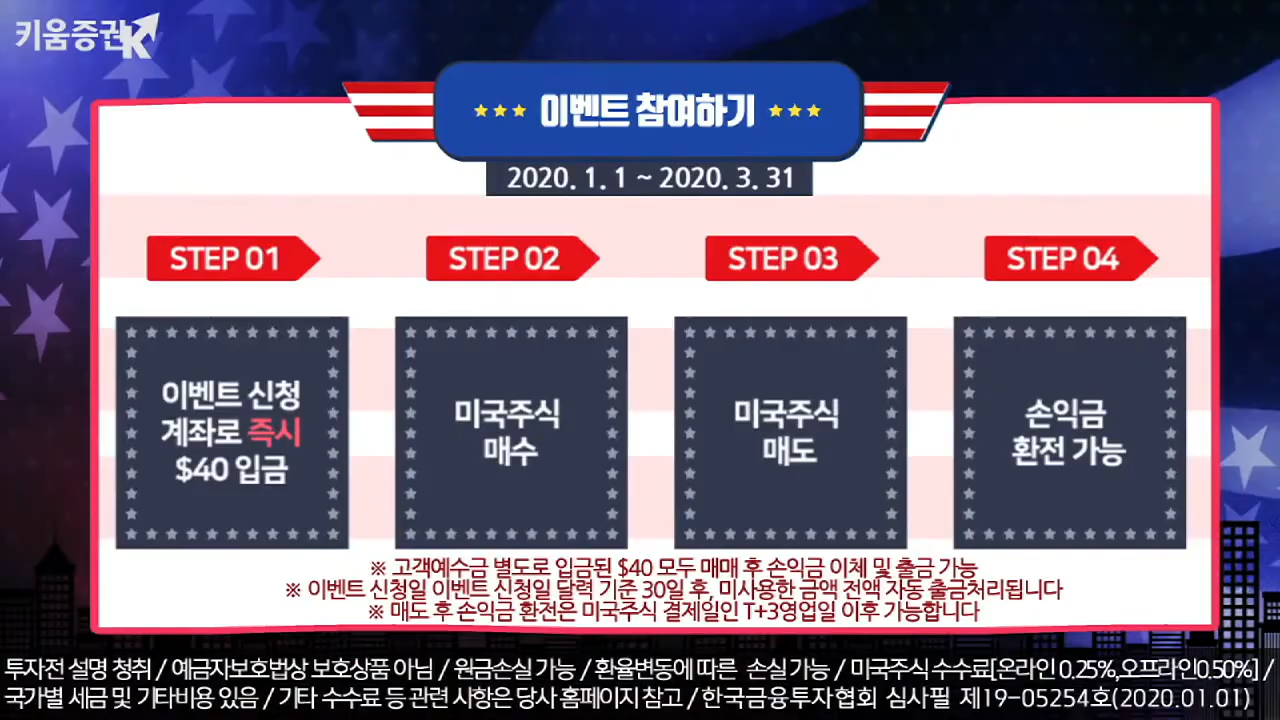 키움증권
이벤트 참여하기
2020. 1. 1 ~ 2020. 3. 31
STEP 01
STEP 02
STEP 03
STEP 04
이벤트 신청
계좌로 즉시
$40 입금
미국주식
매수
미국주식
매도
손익금
환전 가능
※ 고객예수금 별도로 입금된 $40 모두 매매 후 손익금 이체 및 출금 가능
※ 이벤트 신청일 이벤트 신청일 달력 기준 30일 후, 미사용한 금액 전액 자동 출금처리됩니다
※ 매도 후 손익금 환전은 미국주식 결제일인 T+3영업일 이후 가능합니다
투자전 설명 청취 / 예금자보호법상 보호상품 아님 / 원금손실 가능 / 환율변동에 따른 손실 가능 / 미국주식 수수료[온라인 0.25%,오프라인0.50%] /
국가별 세금 및 기타비용 있음 / 기타 수수료 등 관련 사항은 당사 홈페이지 참고 / 한국금융투자협회 심사필 제19-05254호(2020.01.01)